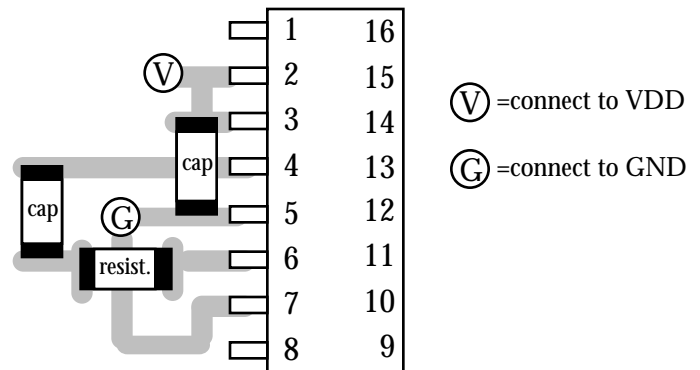 1 16
V 2 15
3 14
cap 4 13
cap G 5 12
resist. 6 11
7 10
8 9
V =connect to VDD
G =connect to GND